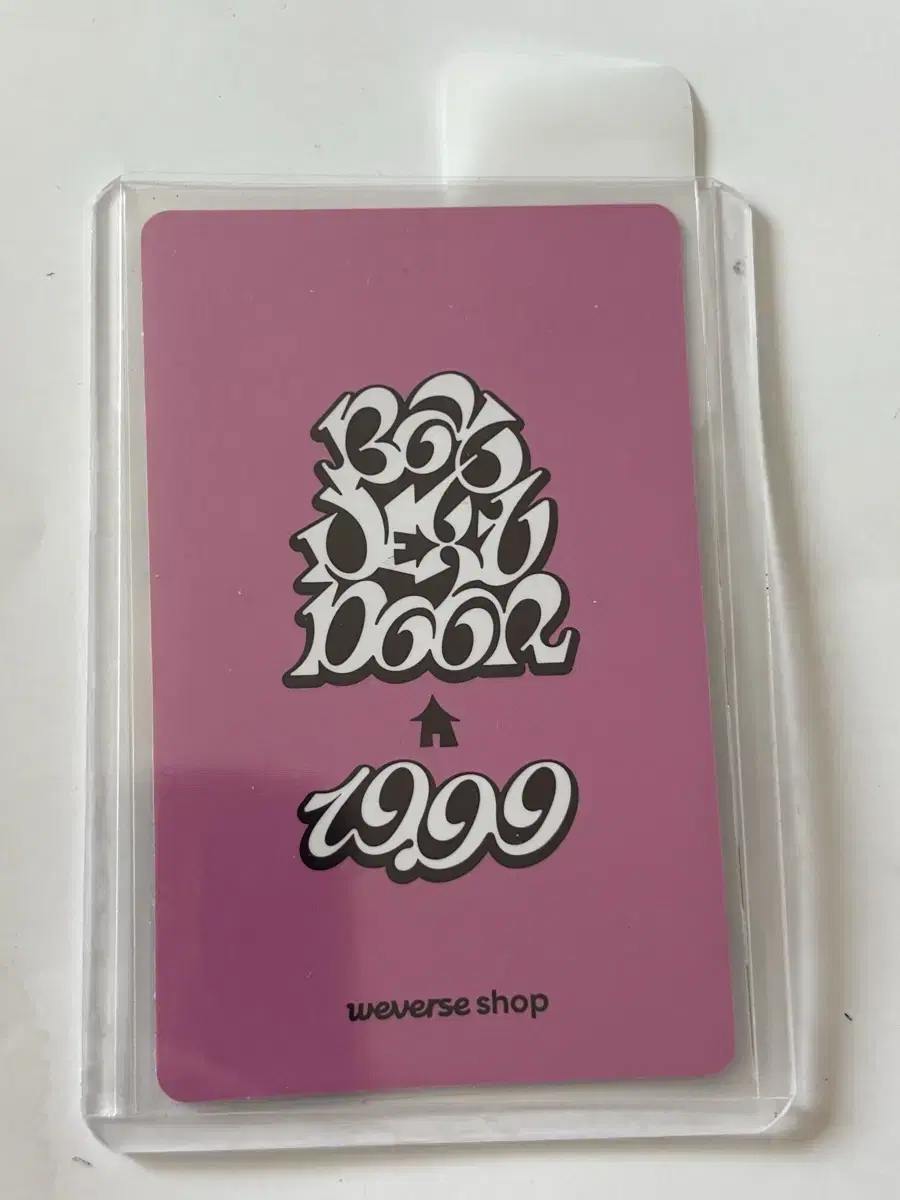 BOY
NEXT
DOOR
19.99
weverse shop